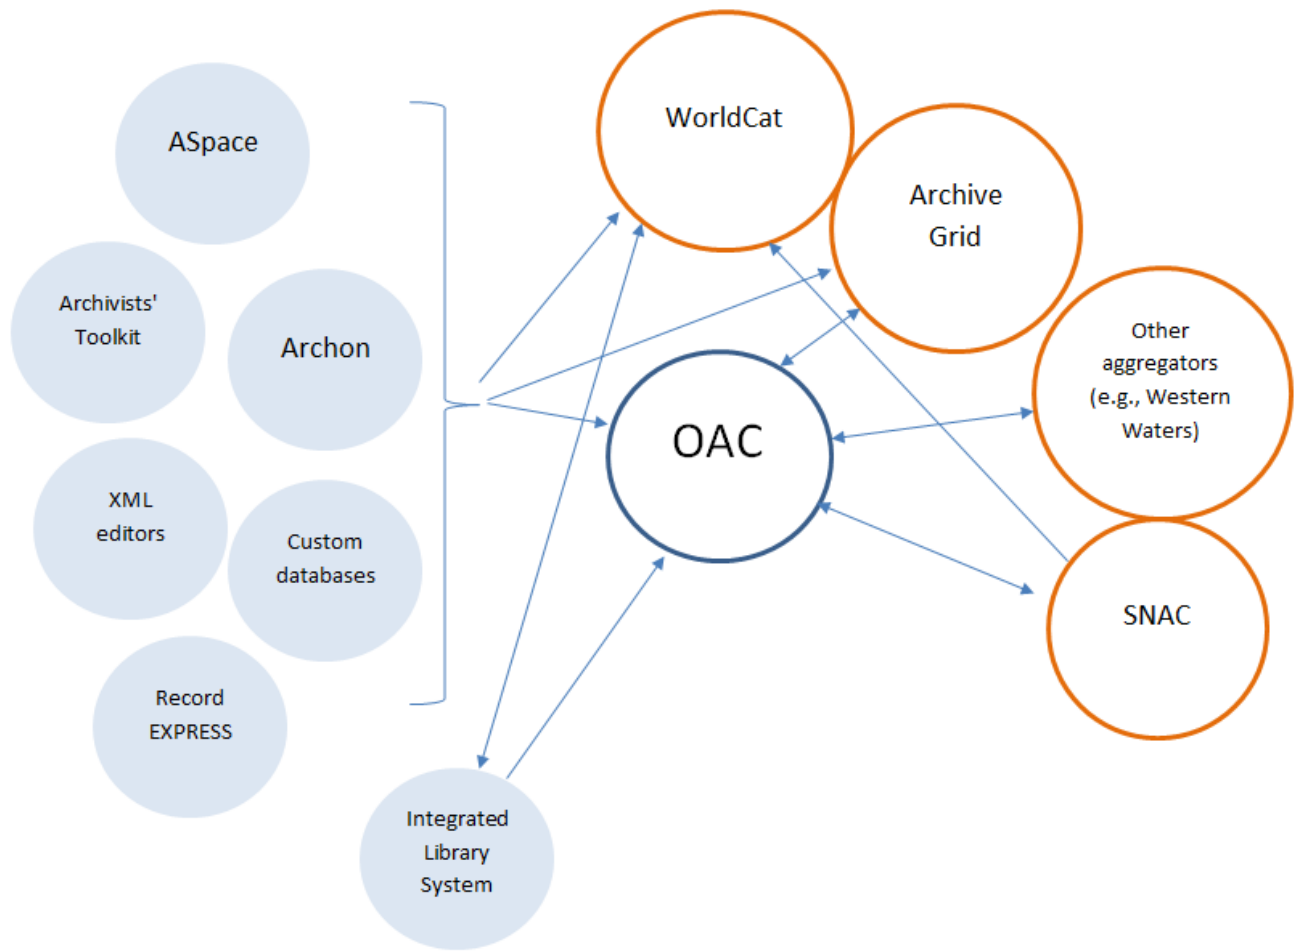 ASpace
Archivists'
Toolkit
Archon
XML
editors
Custom
databases
Record
EXPRESS
Integrated
Library
System
WorldCat
Archive
Grid
OAC
Other
aggregators
(e.g., Western
Waters)
SNAC